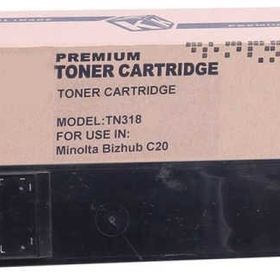 PREMIUM
TONER CARTRIDGE
TONER CARTRIDGE
MODEL:TN318
FOR USE IN:
Minolta Bizhub C20